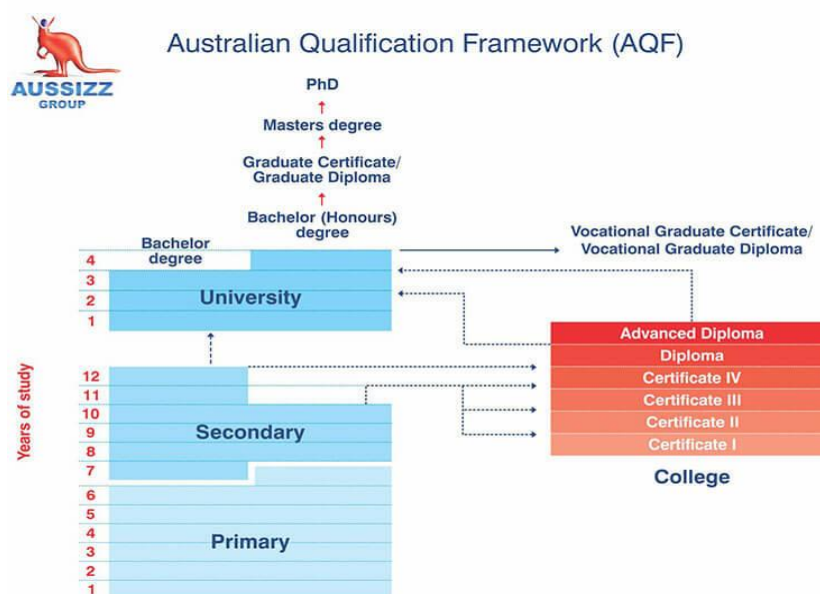 Australian Qualification Framework (AQF)
AUSSIZZ
GROUP
PhD
Masters degree
Graduate Certificate/
Graduate Diploma
Bachelor (Honours)
degree
Bachelor
degree
Vocational Graduate Certificate/
Vocational Graduate Diploma
4
3
2
1
University
Advanced Diploma
Diploma
Certificate IV
Certificate III
Certificate II
Certificate I
College
Years of study
12
11
10
9
8
7
Secondary
6
5
4
3
2
1
Primary